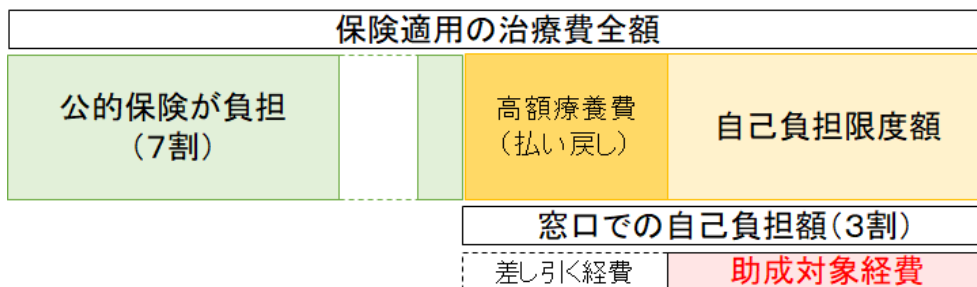 保険適用の治療費全額
公的保険が負担
（７割）
高額療養費
（払い戻し）
自己負担限度額
窓口での自己負担額（３割）
差し引く経費
助成対象経費